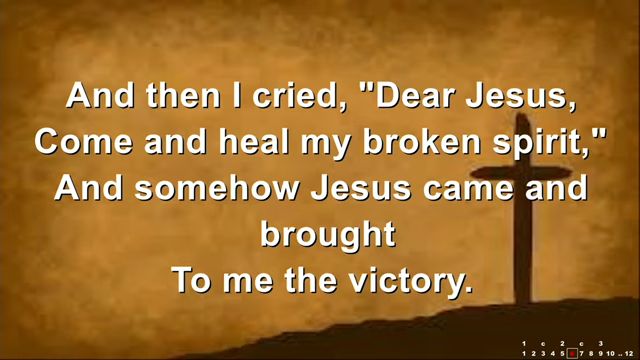 And then I cried, "Dear Jesus,
Come and heal my broken spirit,"
And somehow Jesus came and
brought
To me the victory.
1 c 2 c 3
1 2 3 4 5 6 7 8 9 10 .. 12